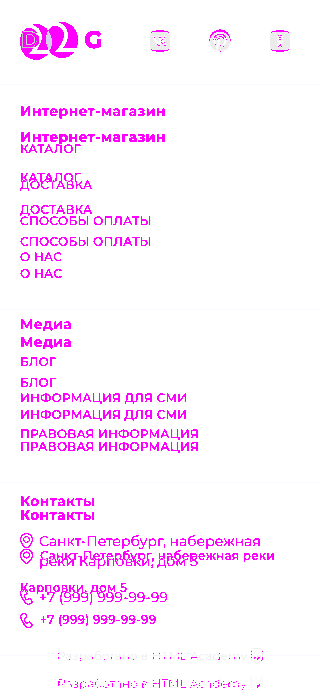 G
Интернет-магазин
Интернет-магазин
КАТАЛОГ
КАТАЛОГ
ДОСТАВКА
ДОСТАВКА
СПОСОБЫ ОПЛАТЫ
СПОСОБЫ ОПЛАТЫ
О НАС
О НАС
Медиа
Медиа
БЛОГ
БЛОГ
ИНФОРМАЦИЯ ДЛЯ СМИ
ИНФОРМАЦИЯ ДЛЯ СМИ
ПРАВОВАЯ ИНФОРМАЦИЯ
ПРАВОВАЯ ИНФОРМАЦИЯ
Контакты
Контакты
Санкт-Петербург, набережная
Санкт-Петербург, набережная реки
реки Карповки, дом 5
Карповки, дом 5
+7 (999) 999-99-99
+7 (999) 999-99-99
Разработано в HTML Academy
Разработано в HTML Academy